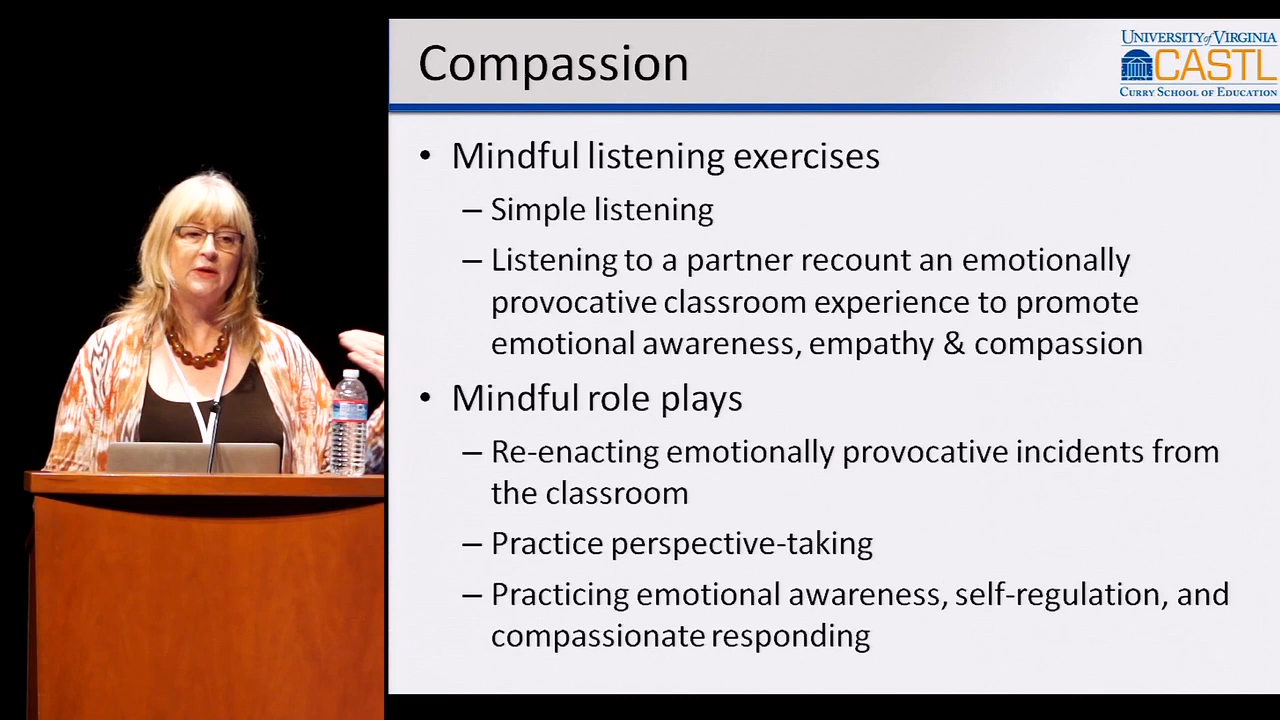 Compassion
UNIVERSITY of VIRGINIA
CASTL
CURRY SCHOOL OF EDUCATION
• Mindful listening exercises
– Simple listening
– Listening to a partner recount an emotionally
provocative classroom experience to promote
emotional awareness, empathy & compassion
• Mindful role plays
– Re-enacting emotionally provocative incidents from
the classroom
– Practice perspective-taking
– Practicing emotional awareness, self-regulation, and
compassionate responding